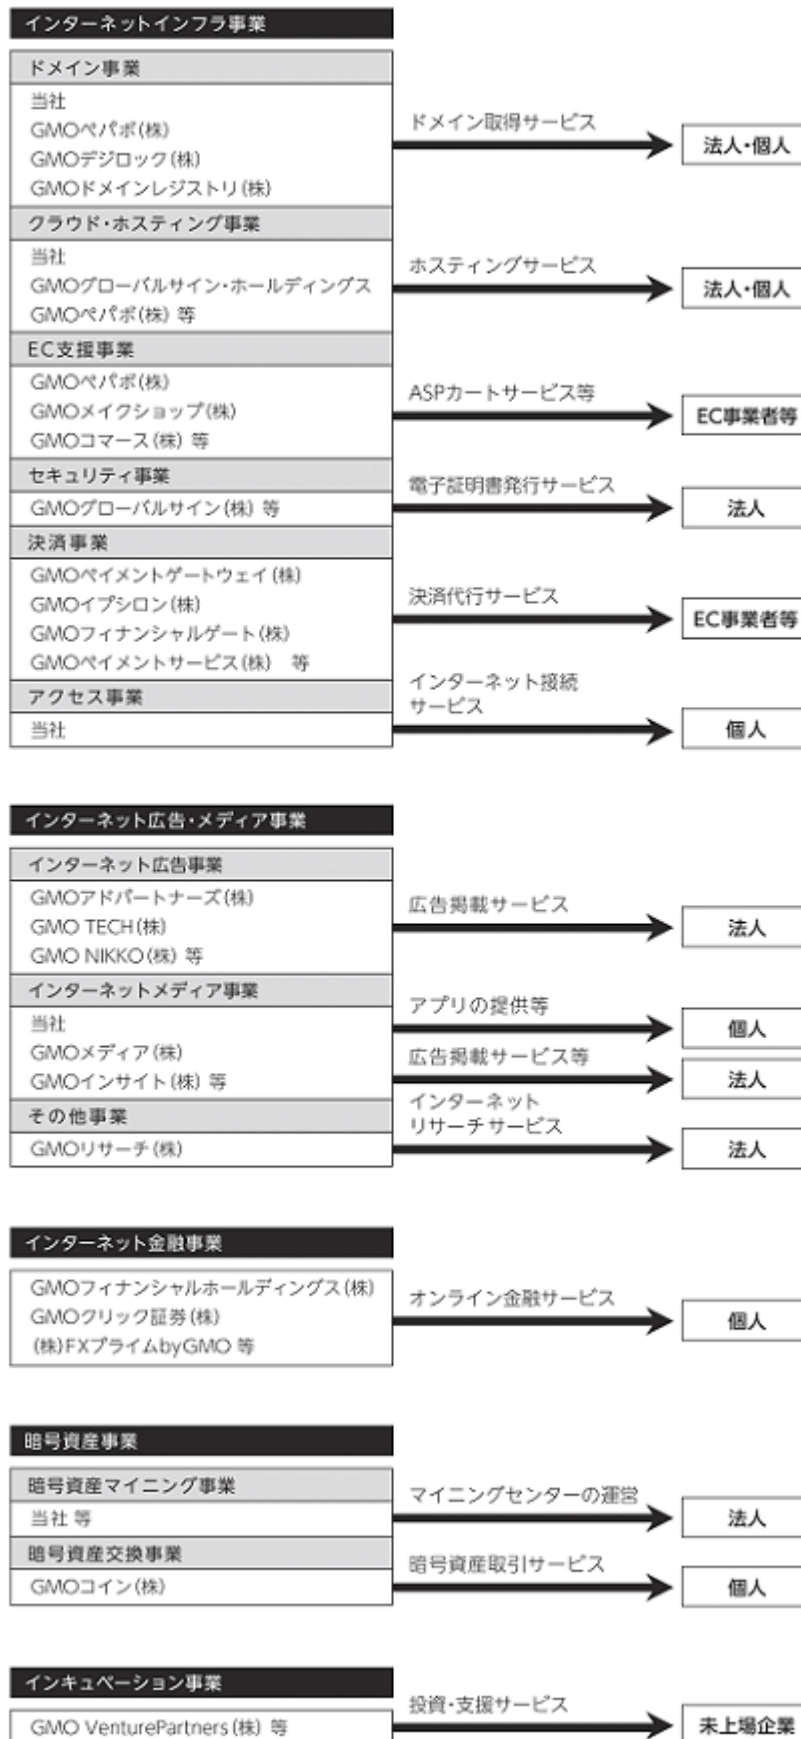 インターネットインフラ事業
ドメイン事業
当社
GMOペパボ(株)
GMOデジロック(株)
GMOドメインレジストリ(株)
ドメイン取得サービス
法人・個人
クラウド・ホスティング事業
当社
GMOグローバルサイン・ホールディングス
GMOペパボ(株) 等
ホスティングサービス
法人・個人
EC支援事業
GMOペパボ(株)
GMOメイクショップ(株)
GMOコマース(株) 等
ASPカートサービス等
EC事業者等
セキュリティ事業
GMOグローバルサイン(株) 等
電子証明書発行サービス
法人
決済事業
GMOペイメントゲートウェイ(株)
GMOイプシロン(株)
GMOフィナンシャルゲート(株)
GMOペイメントサービス(株) 等
決済代行サービス
EC事業者等
アクセス事業
当社
インターネット接続
サービス
個人
インターネット広告・メディア事業
インターネット広告事業
GMOアドパートナーズ(株)
GMO TECH(株)
GMO NIKKO(株) 等
広告掲載サービス
法人
インターネットメディア事業
当社
GMOメディア(株)
GMOインサイト(株) 等
アプリの提供等
個人
広告掲載サービス等
法人
その他事業
GMOリサーチ(株)
インターネット
リサーチサービス
法人
インターネット金融事業
GMOフィナンシャルホールディングス(株)
GMOクリック証券(株)
(株)FXプライムbyGMO 等
オンライン金融サービス
個人
暗号資産事業
暗号資産マイニング事業
当社 等
マイニングセンターの運営
法人
暗号資産交換事業
GMOコイン(株)
暗号資産取引サービス
個人
インキュベーション事業
GMO VenturePartners(株) 等
投資・支援サービス
未上場企業